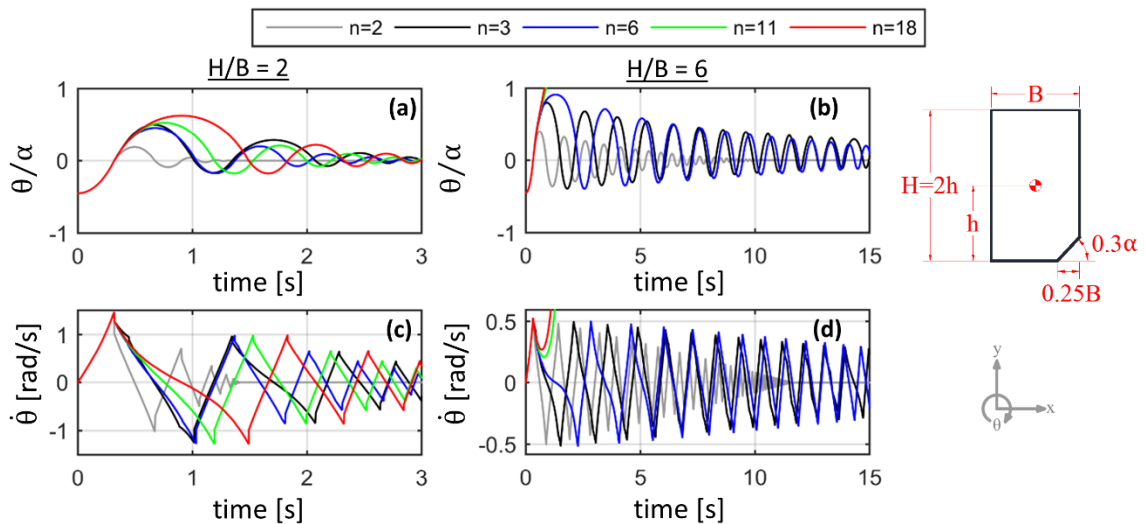 n=2 n=3 n=6 n=11 n=18
H/B = 2
H/B = 6
(a)
θ/α
1
0
-1
0 1 2 3
time [s]
(b)
θ/α
1
0
-1
0 5 10 15
time [s]
(c)
θ̇ [rad/s]
1
0
-1
0 1 2 3
time [s]
(d)
θ̇ [rad/s]
0.5
0
-0.5
0 5 10 15
time [s]
B
H=2h
h
0.3α
0.25B
y
x
θ